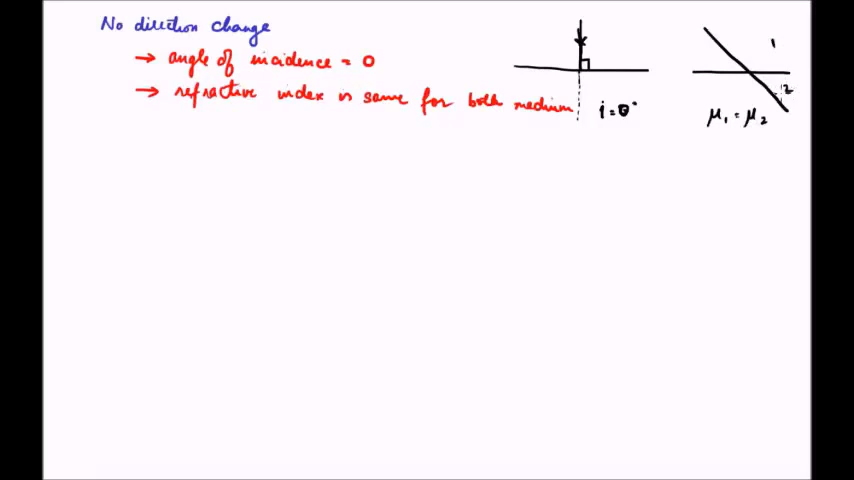 No direction change
→ angle of incidence = 0
→ refractive index is same for both medium
i = 0°
1
2
μ₁ = μ₂